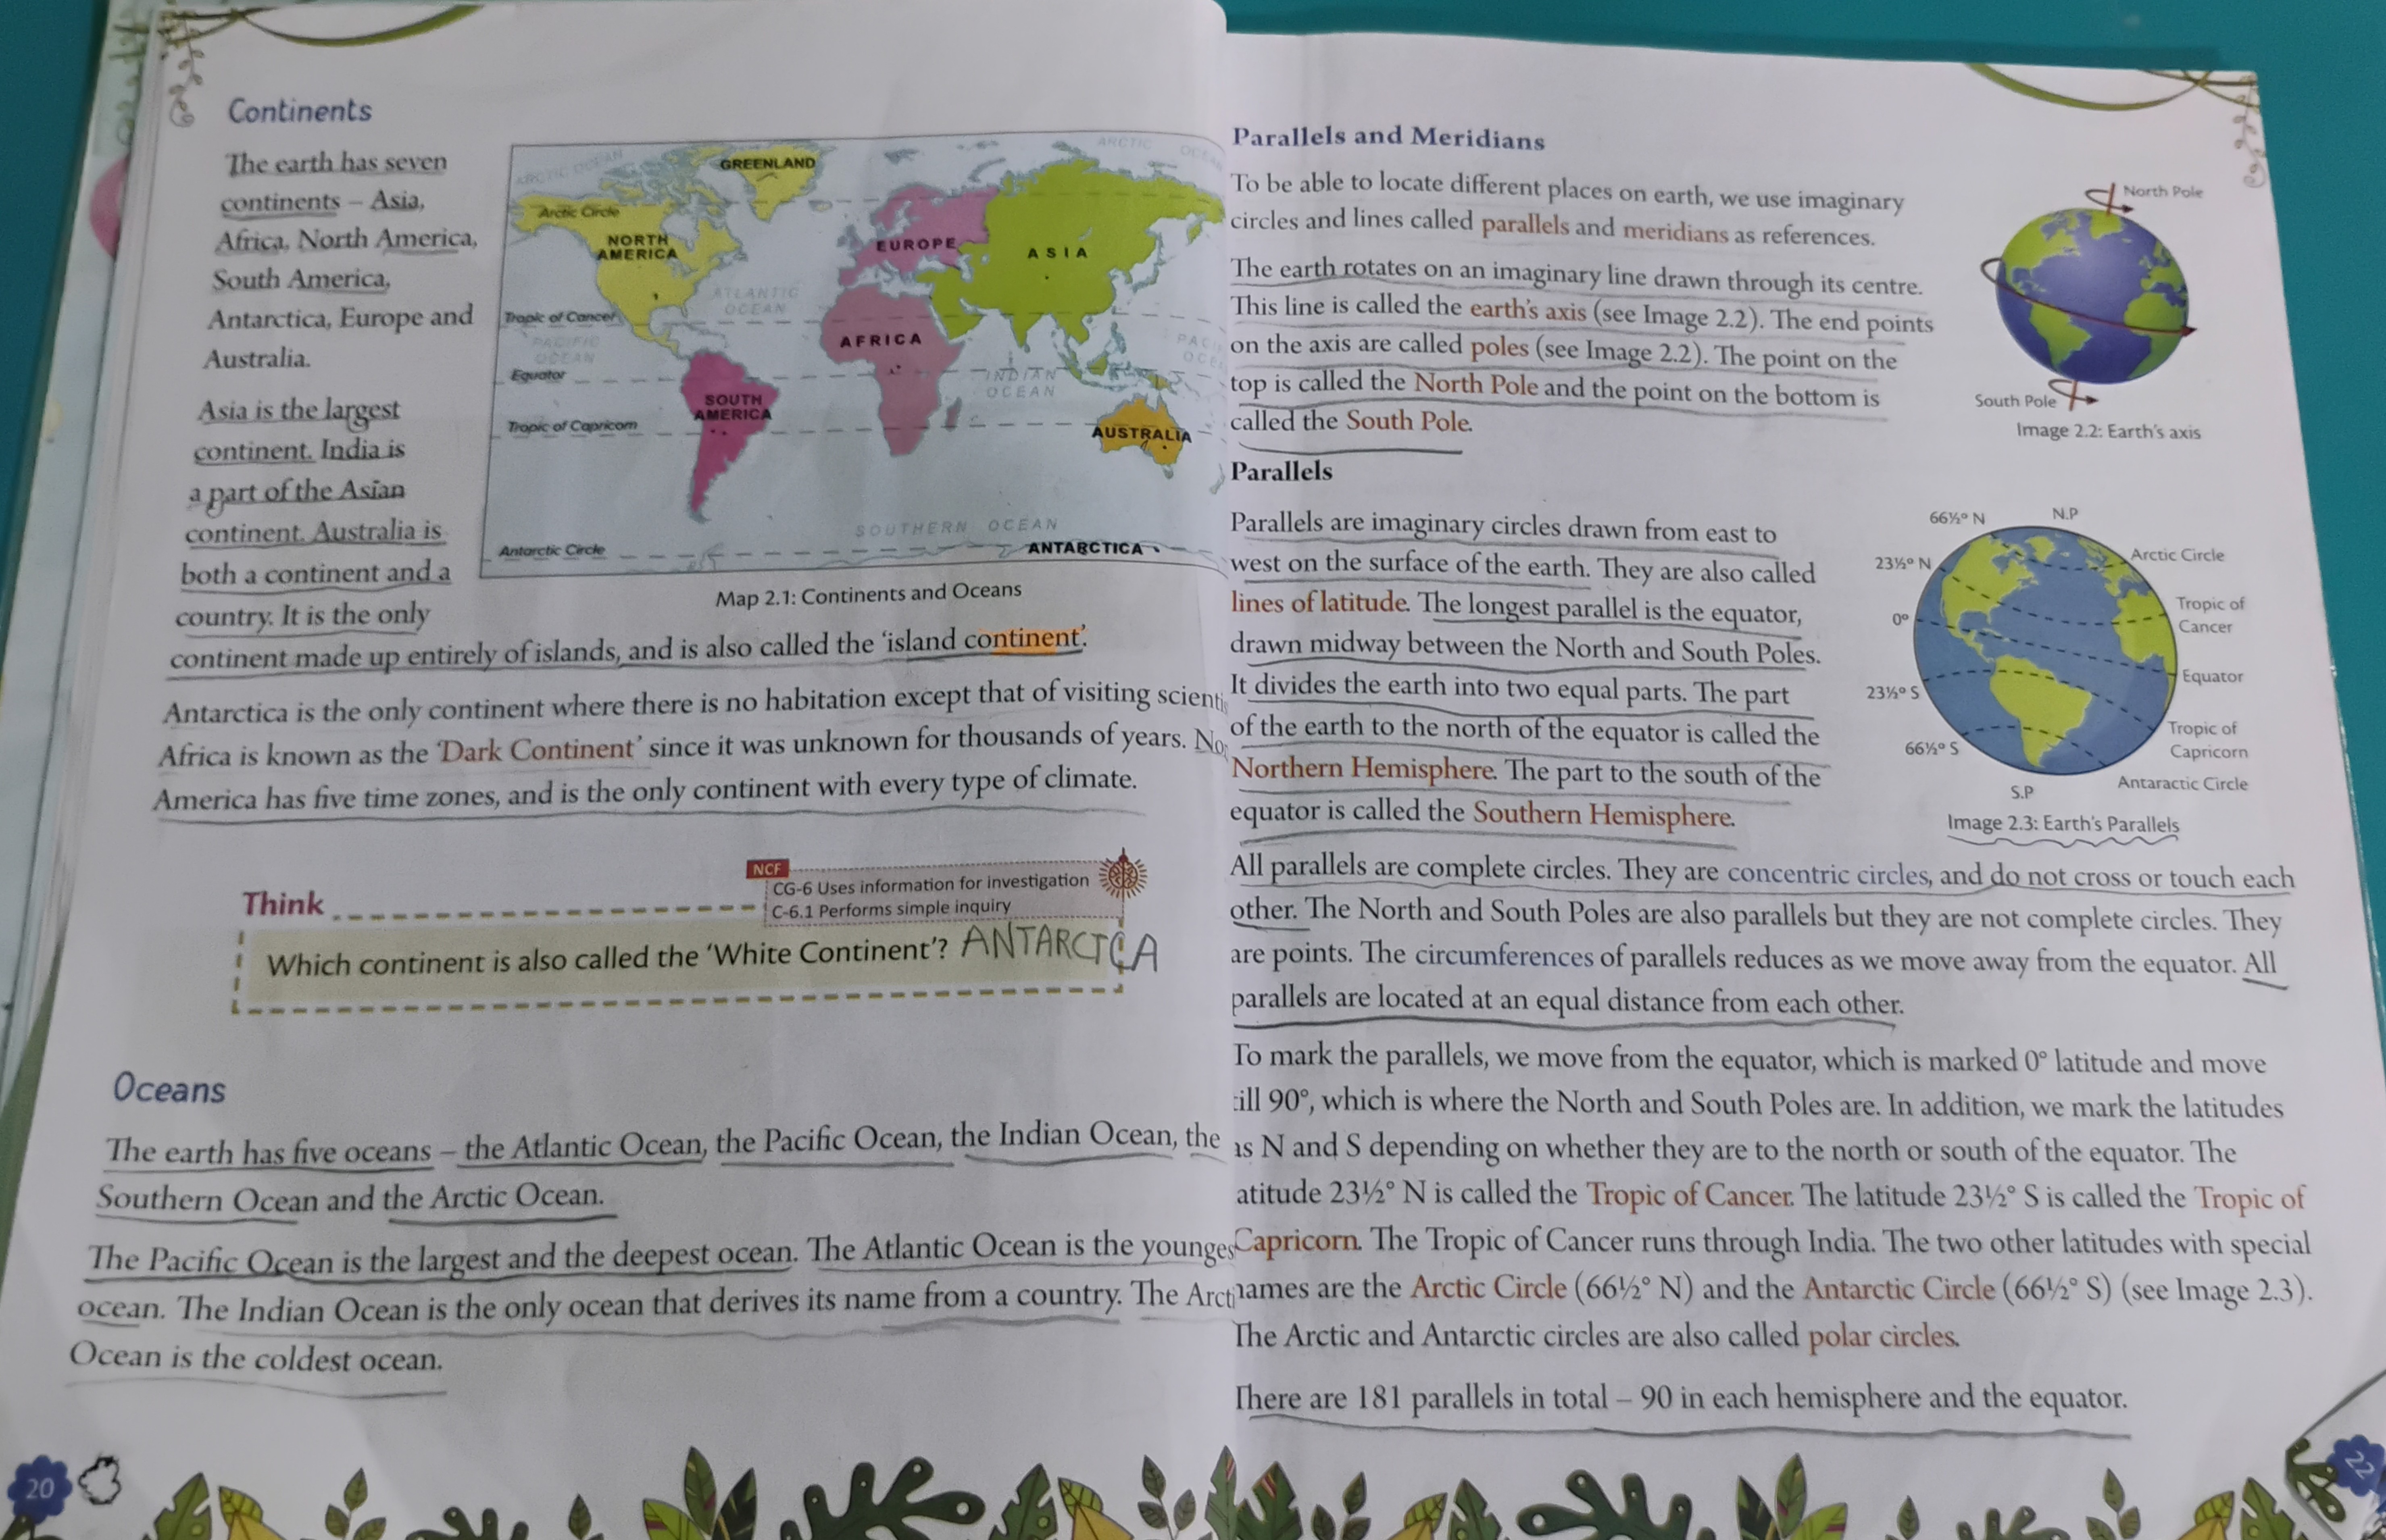 Continents
The earth has seven
continents – Asia,
Africa, North America,
South America,
Antarctica, Europe and
Australia.
Asia is the largest
continent. India is
a part of the Asian
continent. Australia is
both a continent and a
country. It is the only
continent made up entirely of islands, and is also called the ‘island continent’.
Antarctica is the only continent where there is no habitation except that of visiting
Africa is known as the ‘Dark Continent’ since it was unknown for thousands of years.
America has five time zones, and is the only continent with every type of climate.
ARCTIC OCEAN
GREENLAND
ARCTIC OCEAN
Arctic Circle
NORTH
AMERICA
EUROPE
ASIA
ATLANTIC
OCEAN
Tropic of Cancer
PACIFIC
OCEAN
AFRICA
Equator
INDIAN
OCEAN
SOUTH
AMERICA
Tropic of Capricorn
AUSTRALIA
SOUTHERN OCEAN
Antarctic Circle
ANTARCTICA
Map 2.1: Continents and Oceans
NCF
CG-6 Uses information for investigation
C-6.1 Performs simple inquiry
Think
Which continent is also called the ‘White Continent’? ANTARCTCA
Oceans
The earth has five oceans – the Atlantic Ocean, the Pacific Ocean, the Indian Ocean, the
Southern Ocean and the Arctic Ocean.
The Pacific Ocean is the largest and the deepest ocean. The Atlantic Ocean is the
ocean. The Indian Ocean is the only ocean that derives its name from a country. The
Ocean is the coldest ocean.
20
Parallels and Meridians
To be able to locate different places on earth, we use imaginary
circles and lines called parallels and meridians as references.
The earth rotates on an imaginary line drawn through its centre.
This line is called the earth’s axis (see Image 2.2). The end points
on the axis are called poles (see Image 2.2). The point on the
top is called the North Pole and the point on the bottom is
called the South Pole.
North Pole
South Pole
Image 2.2: Earth’s axis
Parallels
Parallels are imaginary circles drawn from east to
west on the surface of the earth. They are also called
lines of latitude. The longest parallel is the equator,
drawn midway between the North and South Poles.
It divides the earth into two equal parts. The part
of the earth to the north of the equator is called the
Northern Hemisphere. The part to the south of the
equator is called the Southern Hemisphere.
66½° N
N.P
Arctic Circle
23½° N
Tropic of
Cancer
0°
Equator
23½° S
Tropic of
Capricorn
66½° S
Antaractic Circle
S.P
Image 2.3: Earth’s Parallels
All parallels are complete circles. They are concentric circles, and do not cross or touch each
other. The North and South Poles are also parallels but they are not complete circles. They
are points. The circumferences of parallels reduces as we move away from the equator. All
parallels are located at an equal distance from each other.
To mark the parallels, we move from the equator, which is marked 0° latitude and move
90°, which is where the North and South Poles are. In addition, we mark the latitudes
N and S depending on whether they are to the north or south of the equator. The
23½° N is called the Tropic of Cancer. The latitude 23½° S is called the Tropic of
Capricorn. The Tropic of Cancer runs through India. The two other latitudes with special
names are the Arctic Circle (66½° N) and the Antarctic Circle (66½° S) (see Image 2.3).
The Arctic and Antarctic circles are also called polar circles.
There are 181 parallels in total – 90 in each hemisphere and the equator.
22